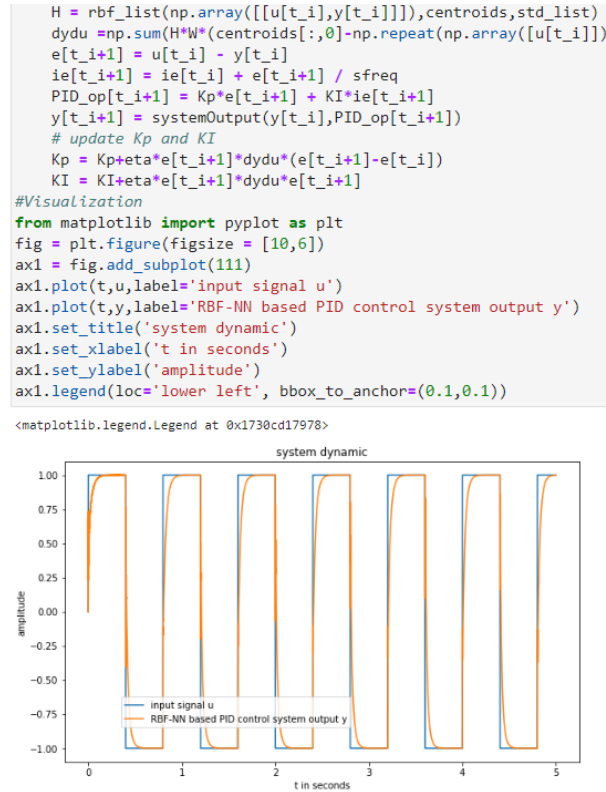 H = rbf_list(np.array([[u[t_i],y[t_i]]]),centroids,std_list)
dydu =np.sum(H*W*(centroids[:,0]-np.repeat(np.array([u[t_i]])
e[t_i+1] = u[t_i] - y[t_i]
ie[t_i+1] = ie[t_i] + e[t_i+1] / sfreq
PID_op[t_i+1] = Kp*e[t_i+1] + KI*ie[t_i+1]
y[t_i+1] = systemOutput(y[t_i],PID_op[t_i+1])
# update Kp and KI
Kp = Kp+eta*e[t_i+1]*dydu*(e[t_i+1]-e[t_i])
KI = KI+eta*e[t_i+1]*dydu*e[t_i+1]
#Visualization
from matplotlib import pyplot as plt
fig = plt.figure(figsize = [10,6])
ax1 = fig.add_subplot(111)
ax1.plot(t,u,label='input signal u')
ax1.plot(t,y,label='RBF-NN based PID control system output y')
ax1.set_title('system dynamic')
ax1.set_xlabel('t in seconds')
ax1.set_ylabel('amplitude')
ax1.legend(loc='lower left', bbox_to_anchor=(0.1,0.1))
<matplotlib.legend.Legend at 0x1730cd17978>
system dynamic
1.00
0.75
0.50
0.25
0.00
−0.25
−0.50
−0.75
−1.00
amplitude
input signal u
RBF-NN based PID control system output y
0 1 2 3 4 5
t in seconds